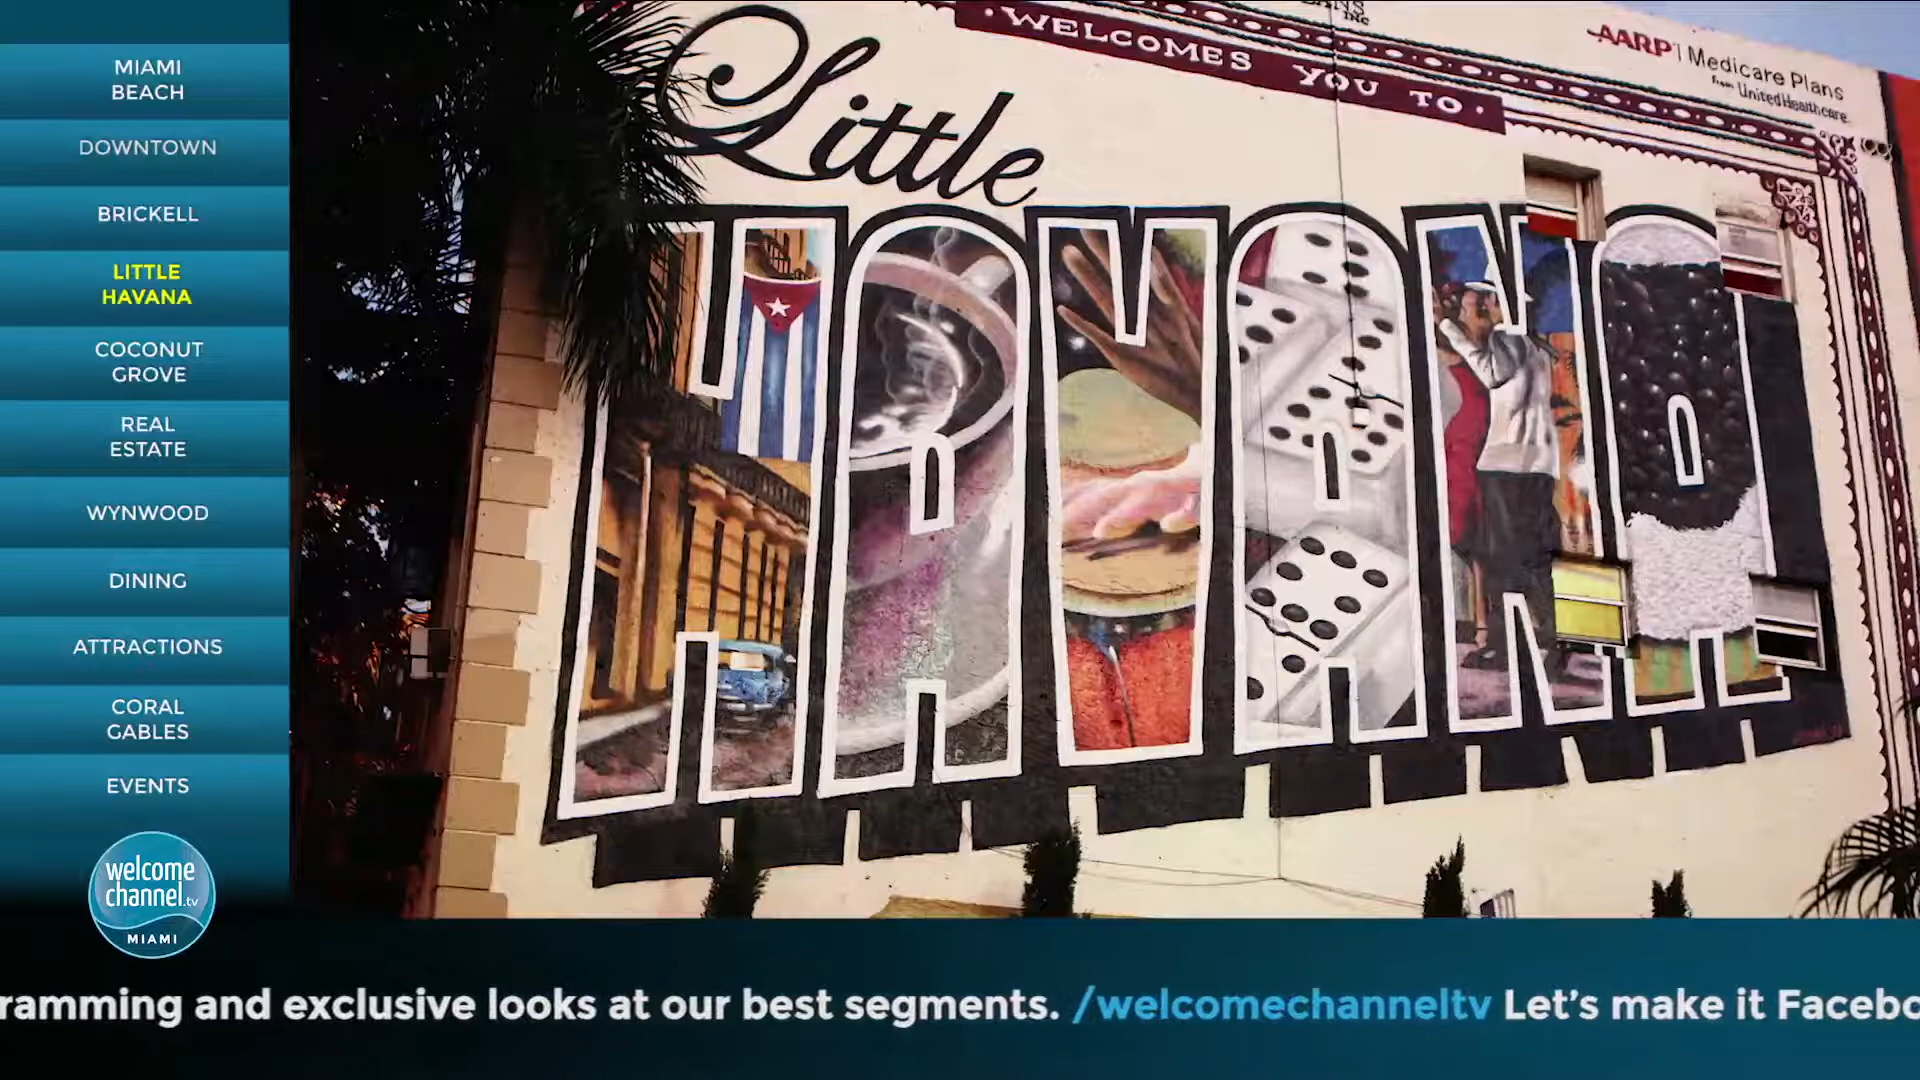 MIAMI
BEACH
DOWNTOWN
BRICKELL
LITTLE
HAVANA
COCONUT
GROVE
REAL
ESTATE
WYNWOOD
DINING
ATTRACTIONS
CORAL
GABLES
EVENTS
welcome
channel.tv
MIAMI
INC
WELCOMES YOU TO
AARP | Medicare Plans
from UnitedHealthcare
Little
HAVANA
ramming and exclusive looks at our best segments. /welcomechanneltv Let's make it Facebo